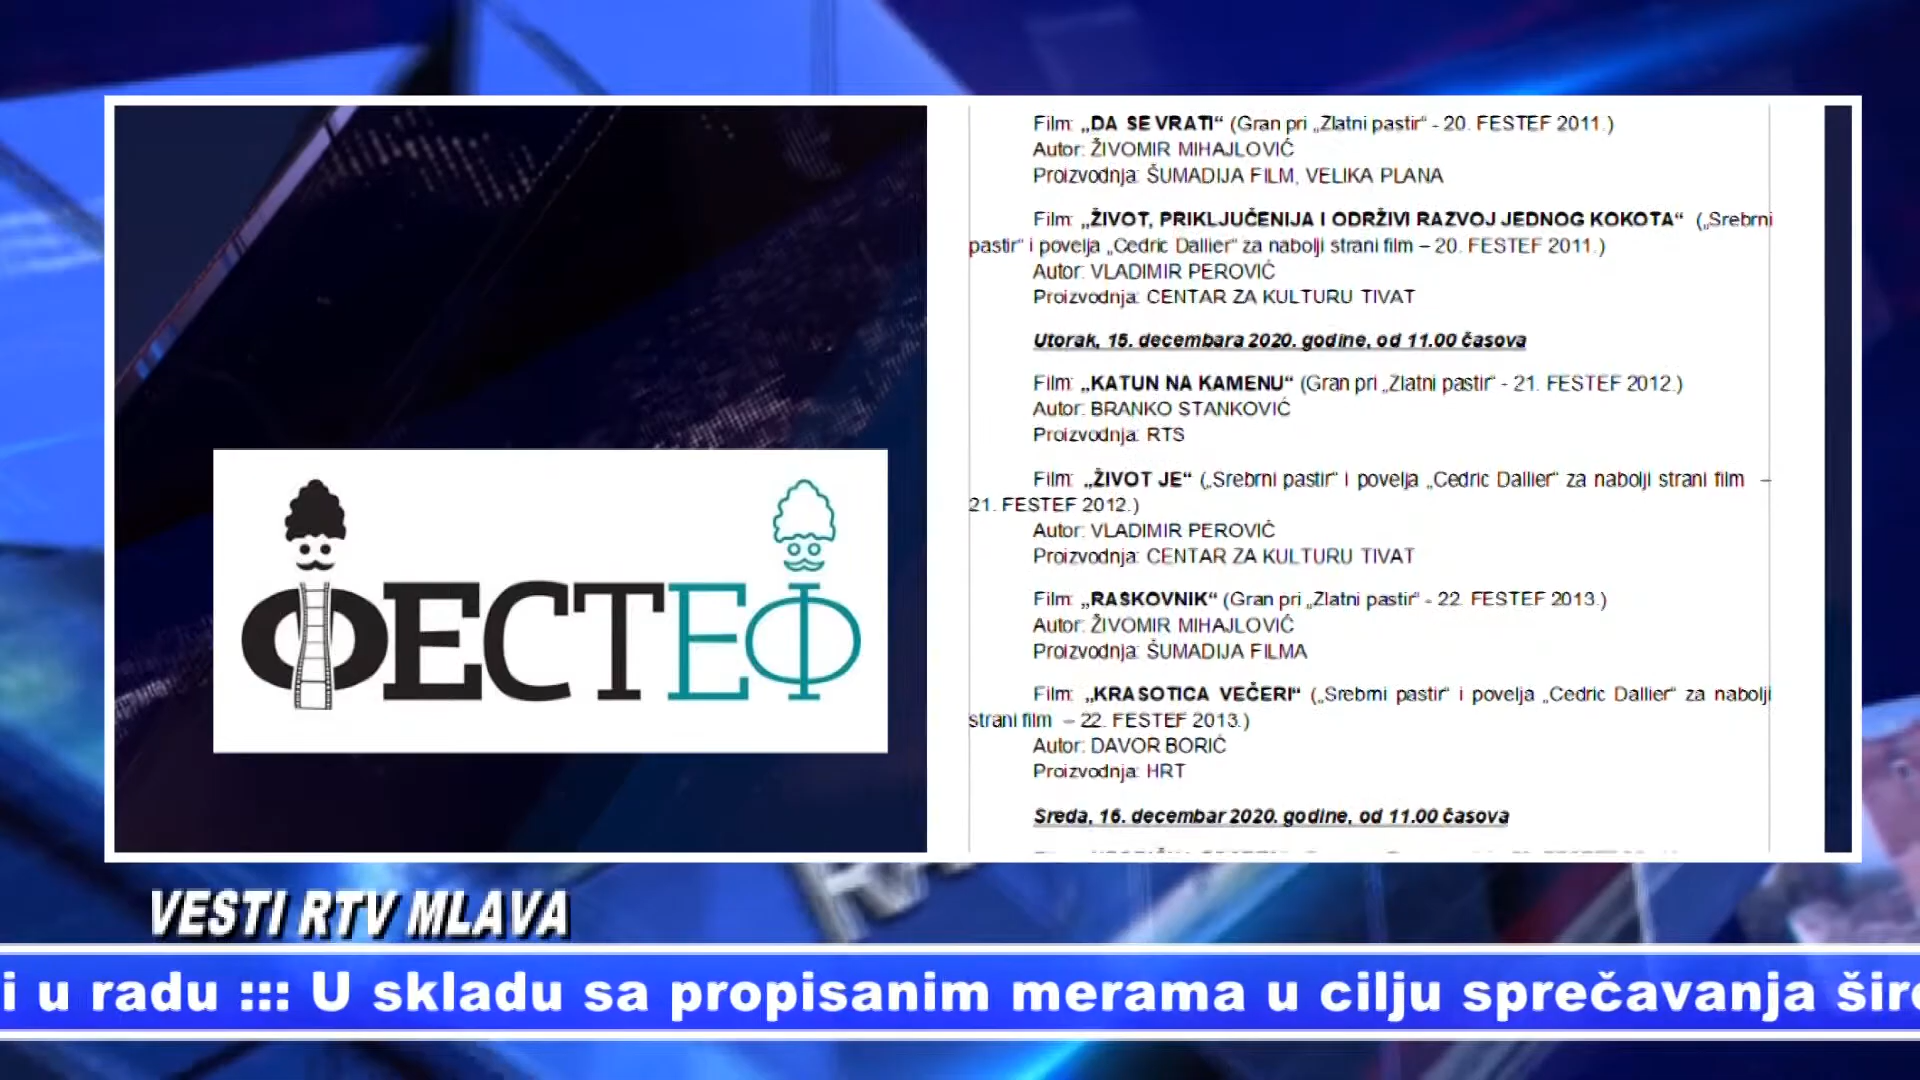 Film: „DA SE VRATI“ (Gran pri „Zlatni pastir“ - 20. FESTEF 2011.)
Autor: ŽIVOMIR MIHAJLOVIĆ
Proizvodnja: ŠUMADIJA FILM, VELIKA PLANA
Film: „ŽIVOT, PRIKLJUČENIJA I ODRŽIVI RAZVOJ JEDNOG KOKOTA“ („Srebrni
pastir“ i povelja „Cedric Dallier“ za nabolji strani film – 20. FESTEF 2011.)
Autor: VLADIMIR PEROVIĆ
Proizvodnja: CENTAR ZA KULTURU TIVAT
Utorak, 15. decembara 2020. godine, od 11.00 časova
Film: „KATUN NA KAMENU“ (Gran pri „Zlatni pastir“ - 21. FESTEF 2012.)
Autor: BRANKO STANKOVIĆ
Proizvodnja: RTS
Film: „ŽIVOT JE“ („Srebrni pastir“ i povelja „Cedric Dallier“ za nabolji strani film –
21. FESTEF 2012.)
Autor: VLADIMIR PEROVIĆ
Proizvodnja: CENTAR ZA KULTURU TIVAT
Film: „RASKOVNIK“ (Gran pri „Zlatni pastir“ - 22. FESTEF 2013.)
Autor: ŽIVOMIR MIHAJLOVIĆ
Proizvodnja: ŠUMADIJA FILMA
Film: „KRASOTICA VEČERI“ („Srebrni pastir“ i povelja „Cedric Dallier“ za nabolji
strani film – 22. FESTEF 2013.)
Autor: DAVOR BORIĆ
Proizvodnja: HRT
Sreda, 16. decembar 2020. godine, od 11.00 časova
ФЕСТЕФ
VESTI RTV MLAVA
i u radu ::: U skladu sa propisanim merama u cilju sprečavanja šire